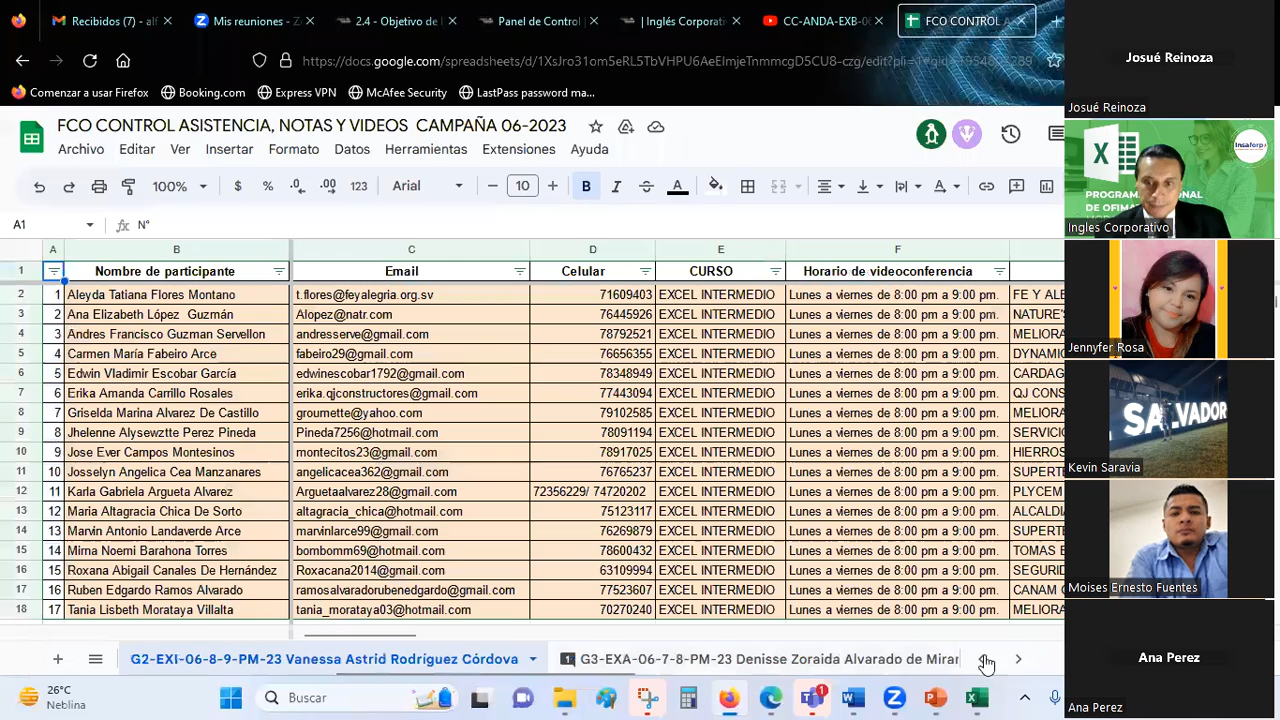 Recibidos (7) - alf
Mis reuniones - Z
2.4 - Objetivo de
Panel de Control
| Inglés Corporativ
CC-ANDA-EXB-0
FCO CONTROL A
Comenzar a usar Firefox
Booking.com
Express VPN
McAfee Security
LastPass password ma...
FCO CONTROL ASISTENCIA, NOTAS Y VIDEOS CAMPAÑA 06-2023
Archivo Editar Ver Insertar Formato Datos Herramientas Extensiones Ayuda
100% $ % .0 .00 123 Arial 10 B I A
A1 fx N°
A B C D E F
1 Nombre de participante Email Celular CURSO Horario de videoconferencia
2 1 Aleyda Tatiana Flores Montano t.flores@feyalegria.org.sv 71609403 EXCEL INTERMEDIO Lunes a viernes de 8:00 pm a 9:00 pm. FE Y ALE
3 2 Ana Elizabeth López Guzmán Alopez@natr.com 76445926 EXCEL INTERMEDIO Lunes a viernes de 8:00 pm a 9:00 pm. NATURE'S
4 3 Andres Francisco Guzman Servellon andresserve@gmail.com 78792521 EXCEL INTERMEDIO Lunes a viernes de 8:00 pm a 9:00 pm. MELIORA
5 4 Carmen María Fabeiro Arce fabeiro29@gmail.com 76656355 EXCEL INTERMEDIO Lunes a viernes de 8:00 pm a 9:00 pm. DYNAMIC
6 5 Edwin Vladimir Escobar García edwinescobar1792@gmail.com 78348949 EXCEL INTERMEDIO Lunes a viernes de 8:00 pm a 9:00 pm. CARDAG
7 6 Erika Amanda Carrillo Rosales erika.qjconstructores@gmail.com 77443094 EXCEL INTERMEDIO Lunes a viernes de 8:00 pm a 9:00 pm. QJ CONS
8 7 Griselda Marina Alvarez De Castillo groumette@yahoo.com 79102585 EXCEL INTERMEDIO Lunes a viernes de 8:00 pm a 9:00 pm. MELIORA
9 8 Jhelenne Alysewztte Perez Pineda Pineda7256@hotmail.com 78091194 EXCEL INTERMEDIO Lunes a viernes de 8:00 pm a 9:00 pm. SERVICIO
10 9 Jose Ever Campos Montesinos montecitos23@gmail.com 78917025 EXCEL INTERMEDIO Lunes a viernes de 8:00 pm a 9:00 pm. HIERROS
11 10 Josselyn Angelica Cea Manzanares angelicacea362@gmail.com 76765237 EXCEL INTERMEDIO Lunes a viernes de 8:00 pm a 9:00 pm. SUPERTE
12 11 Karla Gabriela Argueta Alvarez Arguetaalvarez28@gmail.com 72356229/ 74720202 EXCEL INTERMEDIO Lunes a viernes de 8:00 pm a 9:00 pm. PLYCEM
13 12 Maria Altagracia Chica De Sorto altagracia_chica@hotmail.com 75123117 EXCEL INTERMEDIO Lunes a viernes de 8:00 pm a 9:00 pm. ALCALDI
14 13 Marvin Antonio Landaverde Arce marvinlarce99@gmail.com 76269879 EXCEL INTERMEDIO Lunes a viernes de 8:00 pm a 9:00 pm. SUPERTE
15 14 Mirna Noemi Barahona Torres bombomm69@hotmail.com 78600432 EXCEL INTERMEDIO Lunes a viernes de 8:00 pm a 9:00 pm. TOMAS B
16 15 Roxana Abigail Canales De Hernández Roxacana2014@gmail.com 63109994 EXCEL INTERMEDIO Lunes a viernes de 8:00 pm a 9:00 pm. SEGURID
17 16 Ruben Edgardo Ramos Alvarado ramosalvaradorubenedgardo@gmail.com 77523607 EXCEL INTERMEDIO Lunes a viernes de 8:00 pm a 9:00 pm. CANAM
18 17 Tania Lisbeth Morataya Villalta tania_morataya03@hotmail.com 70270240 EXCEL INTERMEDIO Lunes a viernes de 8:00 pm a 9:00 pm. MELIORA
G2-EXI-06-8-9-PM-23 Vanessa Astrid Rodríguez Córdova
1 G3-EXA-06-7-8-PM-23 Denisse Zoraida Alvarado de Miran
26°C
Neblina
Buscar
1
Josué Reinoza
Josué Reinoza
Insaforp
Ingles Corporativo
Jennyfer Rosa
SALVADOR
Kevin Saravia
Moises Ernesto Fuentes
Ana Perez
Ana Perez